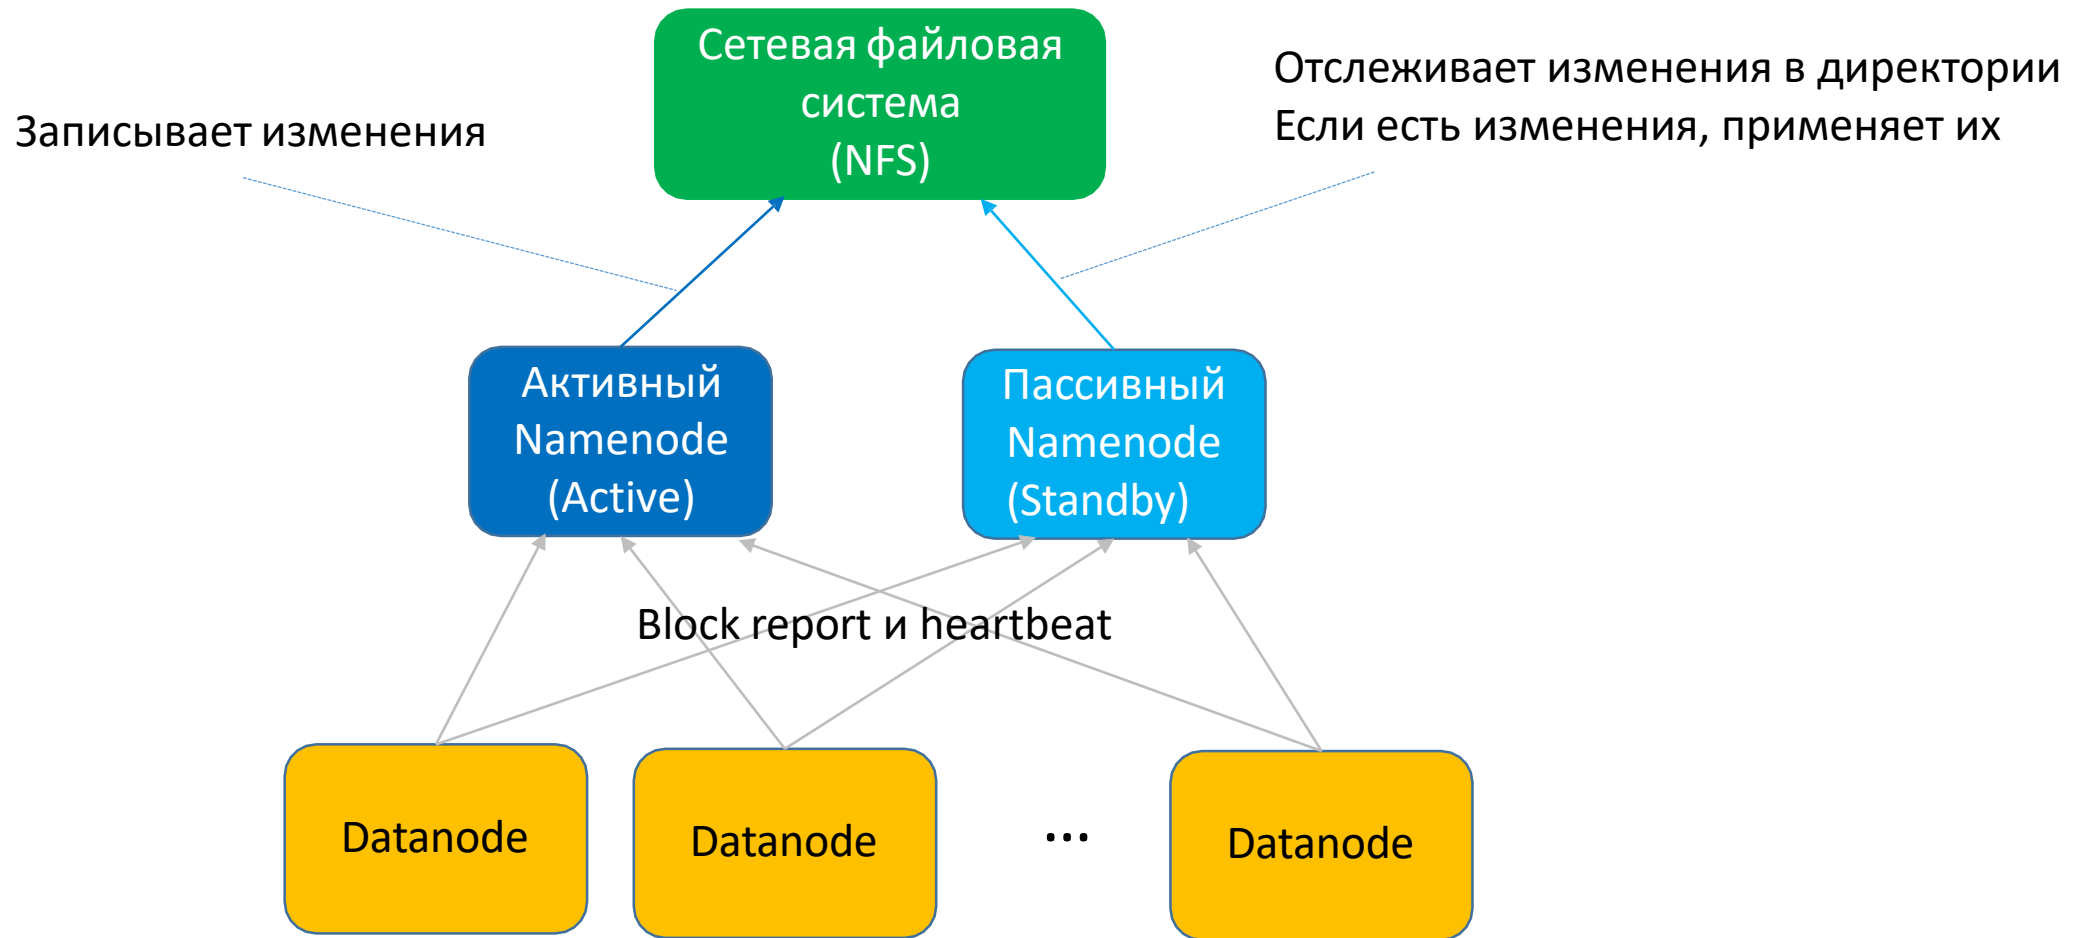 Сетевая файловая
система
(NFS)
Записывает изменения
Отслеживает изменения в директории
Если есть изменения, применяет их
Активный
Namenode
(Active)
Пассивный
Namenode
(Standby)
Block report и heartbeat
Datanode
Datanode
...
Datanode